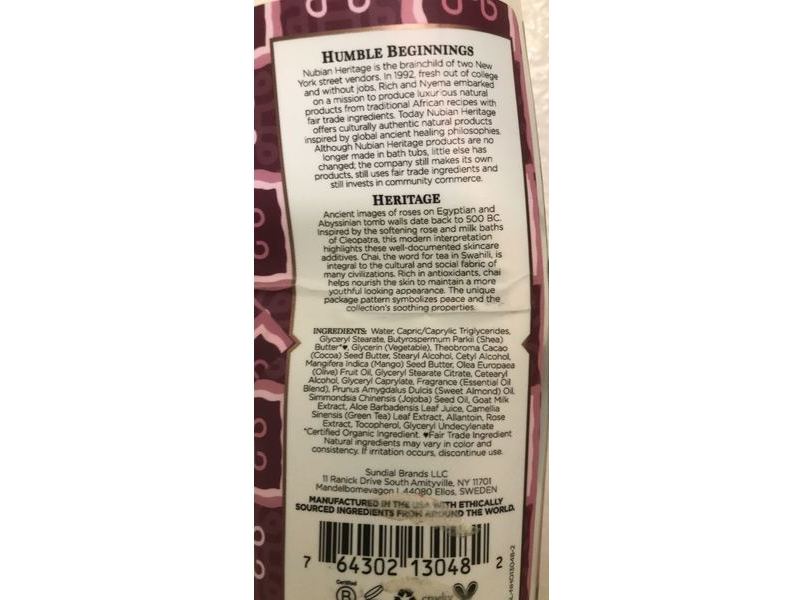 HUMBLE BEGINNINGS
Nubian Heritage is the brainchild of two New
York street vendors. In 1992, fresh out of college
and without jobs, Rich and Nyema embarked
on a mission to produce luxurious natural
products from traditional African recipes with
fair trade ingredients. Today Nubian Heritage
offers culturally authentic natural products
inspired by global ancient healing philosophies.
Although Nubian Heritage products are no
longer made in bath tubs, little else has
changed; the company still makes its own
products, still uses fair trade ingredients and
still invests in community commerce.
HERITAGE
Ancient images of roses on Egyptian and
Abyssinian tomb walls date back to 500 BC.
Inspired by the softening rose and milk baths
of Cleopatra, this modern interpretation
highlights these well-documented skincare
additives. Chai, the word for tea in Swahili, is
integral to the cultural and social fabric of
many civilizations. Rich in antioxidants, chai
helps nourish the skin to maintain a more
youthful looking appearance. The unique
package pattern symbolizes peace and the
collection's soothing properties.
INGREDIENTS: Water, Capric/Caprylic Triglycerides,
Glyceryl Stearate, Butyrospermum Parkii (Shea)
Butter*♥, Glycerin (Vegetable), Theobroma Cacao
(Cocoa) Seed Butter, Stearyl Alcohol, Cetyl Alcohol,
Mangifera Indica (Mango) Seed Butter, Olea Europaea
(Olive) Fruit Oil, Glyceryl Stearate Citrate, Cetearyl
Alcohol, Glyceryl Caprylate, Fragrance (Essential Oil
Blend), Prunus Amygdalus Dulcis (Sweet Almond) Oil,
Simmondsia Chinensis (Jojoba) Seed Oil, Goat Milk
Extract, Aloe Barbadensis Leaf Juice, Camellia
Sinensis (Green Tea) Leaf Extract, Allantoin, Rose
Extract, Tocopherol, Glyceryl Undecylenate
*Certified Organic Ingredient. ♥Fair Trade Ingredient
Natural ingredients may vary in color and
consistency. If irritation occurs, discontinue use.
Sundial Brands LLC
11 Ranick Drive South Amityville, NY 11701
Mandelbomevagon 1, 44080 Ellos, SWEDEN
MANUFACTURED IN THE USA WITH ETHICALLY
SOURCED INGREDIENTS FROM AROUND THE WORLD.
7 64302 13048 2
Certified
B
cruelty